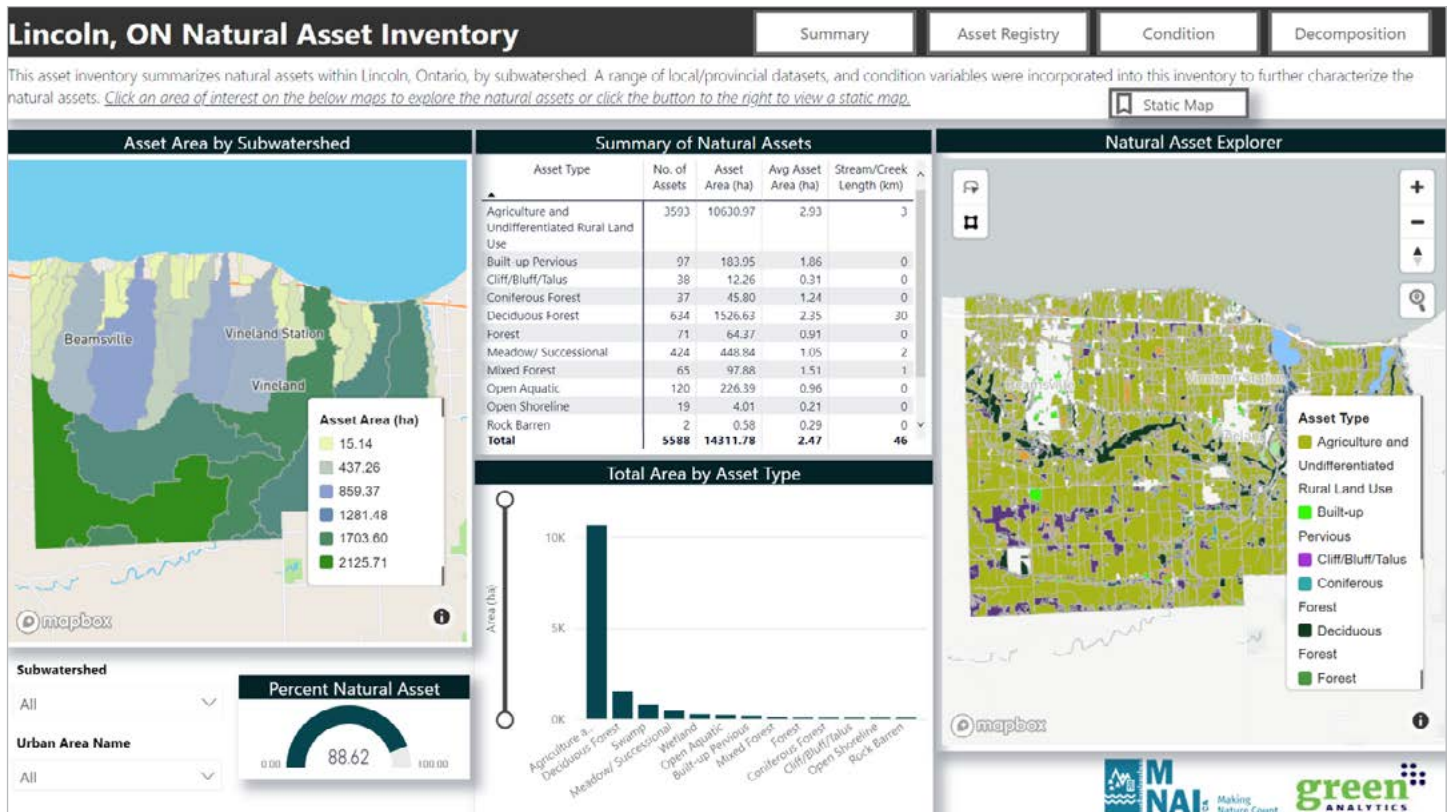 Lincoln, ON Natural Asset Inventory
Summary
Asset Registry
Condition
Decomposition
This asset inventory summarizes natural assets within Lincoln, Ontario, by subwatershed. A range of local/provincial datasets, and condition variables were incorporated into this inventory to further characterize the
natural assets. Click an area of interest on the below maps to explore the natural assets or click the button to the right to view a static map.
Static Map
Asset Area by Subwatershed
Beamsville
Vineland Station
Vineland
Asset Area (ha)
15.14
437.26
859.37
1281.48
1703.60
2125.71
mapbox
Subwatershed
All
Urban Area Name
All
Percent Natural Asset
0.00
88.62
100.00
Summary of Natural Assets
Asset Type No. of Assets Asset Area (ha) Avg Asset Area (ha) Stream/Creek Length (km)
Agriculture and Undifferentiated Rural Land Use 3593 10630.97 2.93 3
Built-up Pervious 97 183.95 1.86 0
Cliff/Bluff/Talus 38 12.26 0.31 0
Coniferous Forest 37 45.80 1.24 0
Deciduous Forest 634 1526.63 2.35 30
Forest 71 64.37 0.91 0
Meadow/ Successional 424 448.84 1.05 2
Mixed Forest 65 97.88 1.51 1
Open Aquatic 120 226.39 0.96 0
Open Shoreline 19 4.01 0.21 0
Rock Barren 2 0.58 0.29 0
Total 5588 14311.78 2.47 46
Total Area by Asset Type
Area (ha)
10K
5K
0K
Agriculture a...
Deciduous Forest
Swamp
Meadow/ Successional
Wetland
Open Aquatic
Built-up Pervious
Mixed Forest
Forest
Coniferous Forest
Cliff/Bluff/Talus
Open Shoreline
Rock Barren
Natural Asset Explorer
Beamsville
Vineland Station
Asset Type
Agriculture and
Undifferentiated
Rural Land Use
Built-up
Pervious
Cliff/Bluff/Talus
Coniferous
Forest
Deciduous
Forest
Forest
mapbox
MNAI.CA
Making
Nature Count
green
ANALYTICS